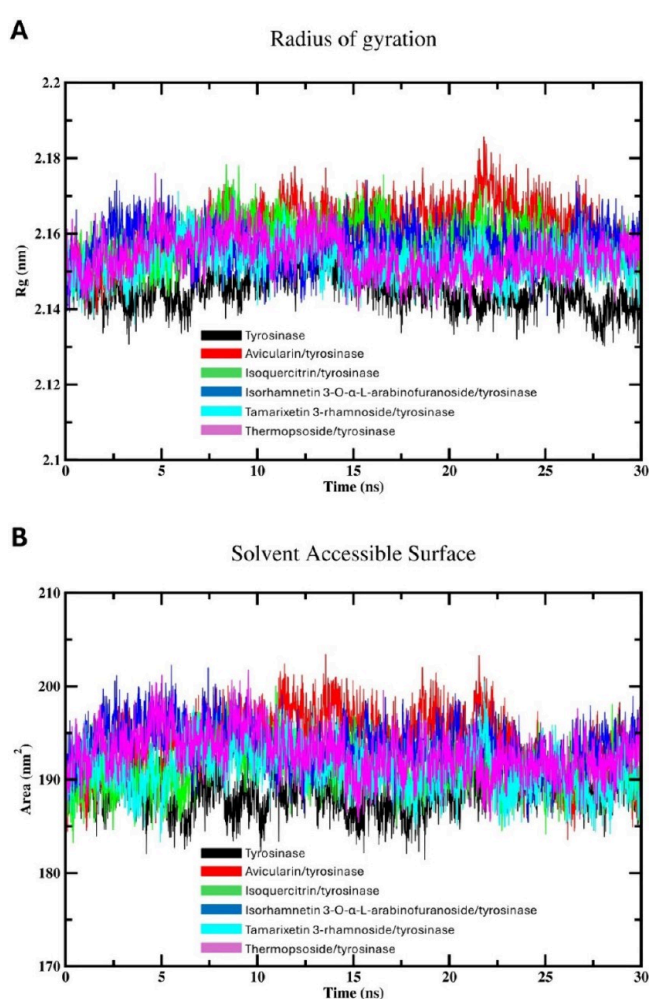 A
Radius of gyration
2.2
2.18
2.16
2.14
2.12
2.1
Rg (nm)
Tyrosinase
Avicularin/tyrosinase
Isoquercitrin/tyrosinase
Isorhamnetin 3-O-α-L-arabinofuranoside/tyrosinase
Tamarixetin 3-rhamnoside/tyrosinase
Thermopsoside/tyrosinase
0 5 10 15 20 25 30
Time (ns)
B
Solvent Accessible Surface
210
200
190
180
170
Area (nm²)
Tyrosinase
Avicularin/tyrosinase
Isoquercitrin/tyrosinase
Isorhamnetin 3-O-α-L-arabinofuranoside/tyrosinase
Tamarixetin 3-rhamnoside/tyrosinase
Thermopsoside/tyrosinase
0 5 10 15 20 25 30
Time (ns)